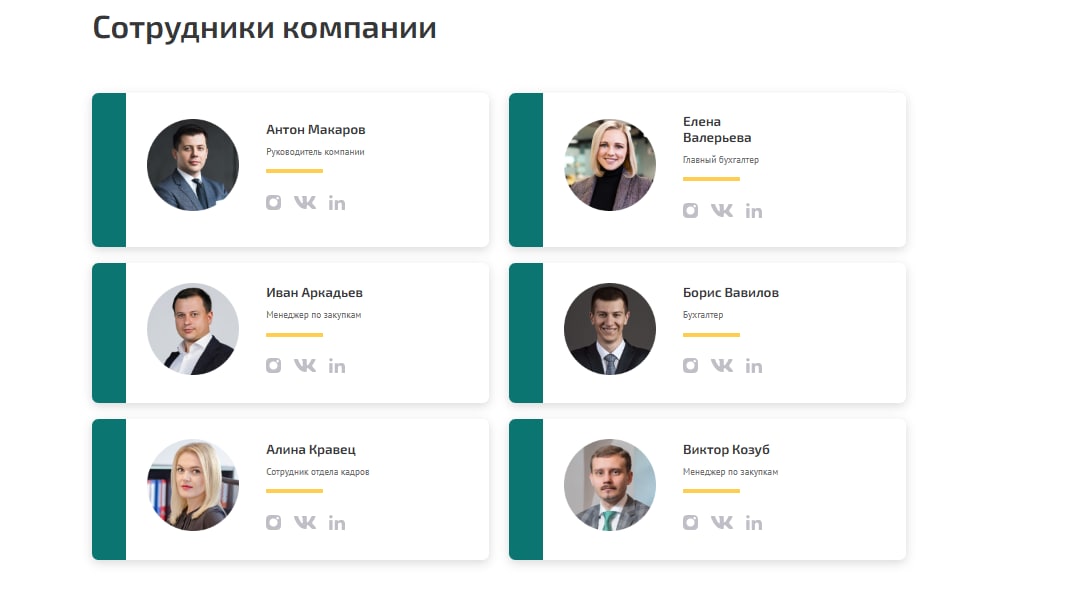 Сотрудники компании
Антон Макаров
Руководитель компании
Елена
Валерьева
Главный бухгалтер
Иван Аркадьев
Менеджер по закупкам
Борис Вавилов
Бухгалтер
Алина Кравец
Сотрудник отдела кадров
Виктор Козуб
Менеджер по закупкам